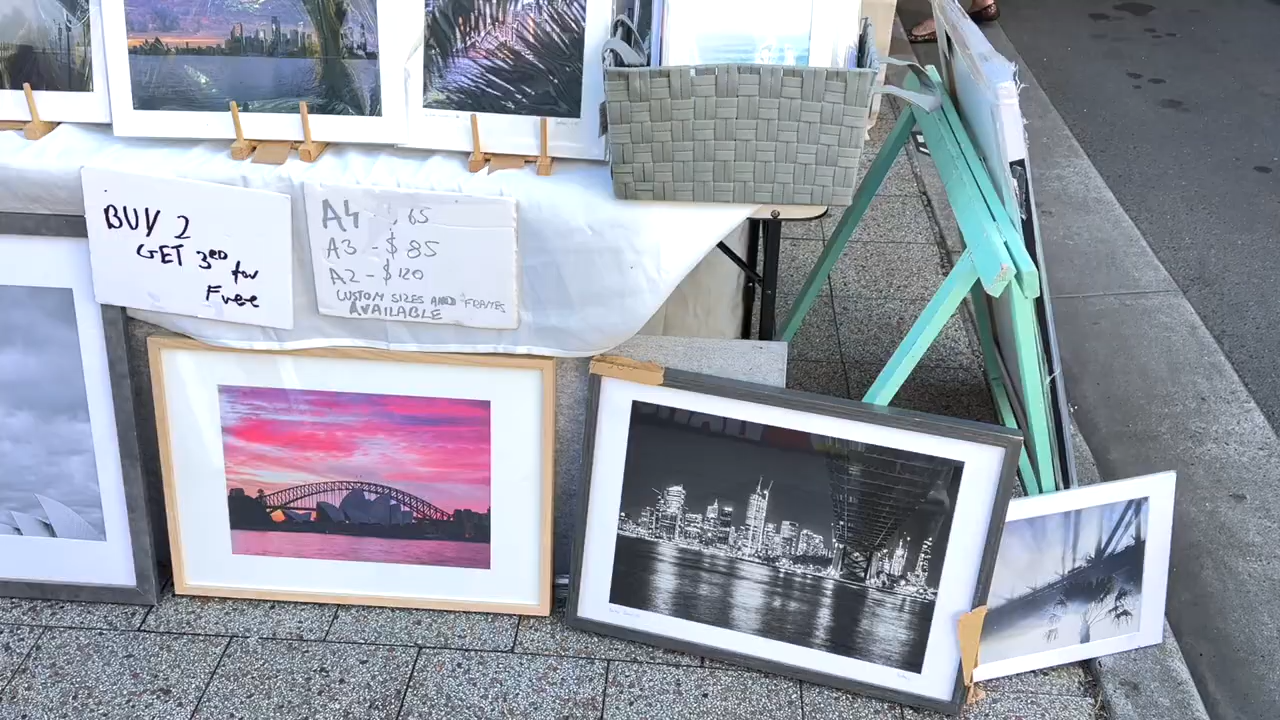 BUY 2
GET 3RD for
Free
A4 . 65
A3 - $85
A2 - $120
CUSTOM SIZES AND FRAMES
AVAILABLE